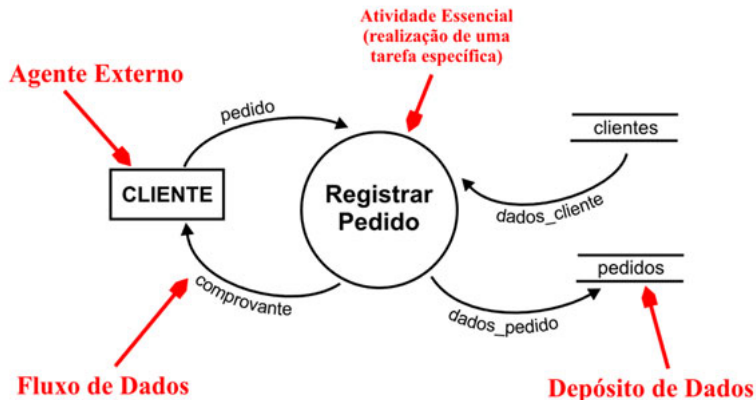 Atividade Essencial
(realização de uma
tarefa específica)
Agente Externo
pedido
clientes
CLIENTE
Registrar
Pedido
dados_cliente
comprovante
pedidos
dados_pedido
Fluxo de Dados
Depósito de Dados